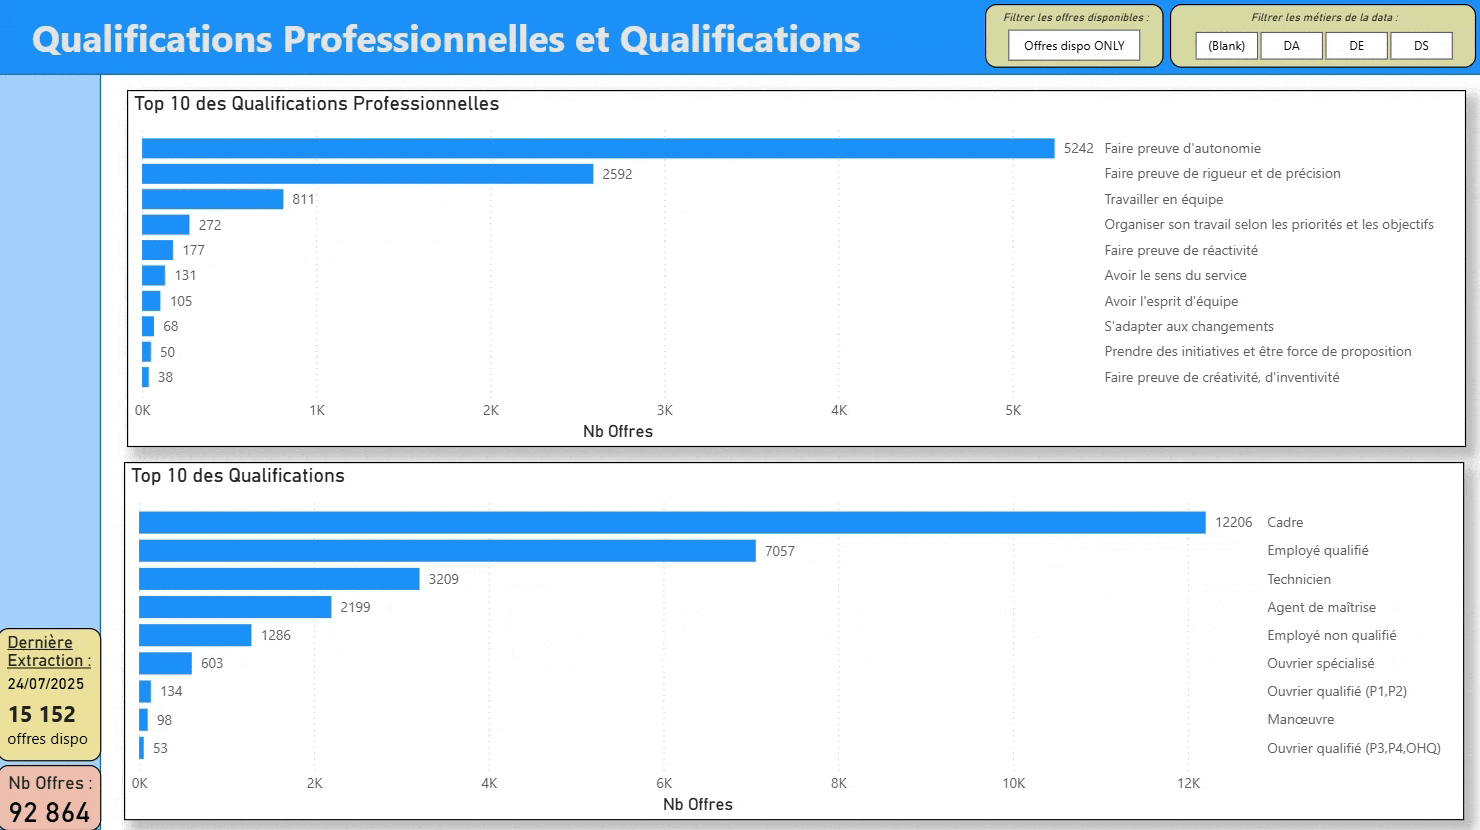 Qualifications Professionnelles et Qualifications
Filtrer les offres disponibles :
Offres dispo ONLY
Filtrer les métiers de la data :
(Blank) DA DE DS
Top 10 des Qualifications Professionnelles
5242 Faire preuve d'autonomie
2592 Faire preuve de rigueur et de précision
811 Travailler en équipe
272 Organiser son travail selon les priorités et les objectifs
177 Faire preuve de réactivité
131 Avoir le sens du service
105 Avoir l'esprit d'équipe
68 S'adapter aux changements
50 Prendre des initiatives et être force de proposition
38 Faire preuve de créativité, d'inventivité
0K 1K 2K 3K 4K 5K
Nb Offres
Top 10 des Qualifications
12206 Cadre
7057 Employé qualifié
3209 Technicien
2199 Agent de maîtrise
1286 Employé non qualifié
603 Ouvrier spécialisé
134 Ouvrier qualifié (P1,P2)
98 Manœuvre
53 Ouvrier qualifié (P3,P4,OHQ)
0K 2K 4K 6K 8K 10K 12K
Nb Offres
Dernière
Extraction :
24/07/2025
15 152
offres dispo
Nb Offres :
92 864